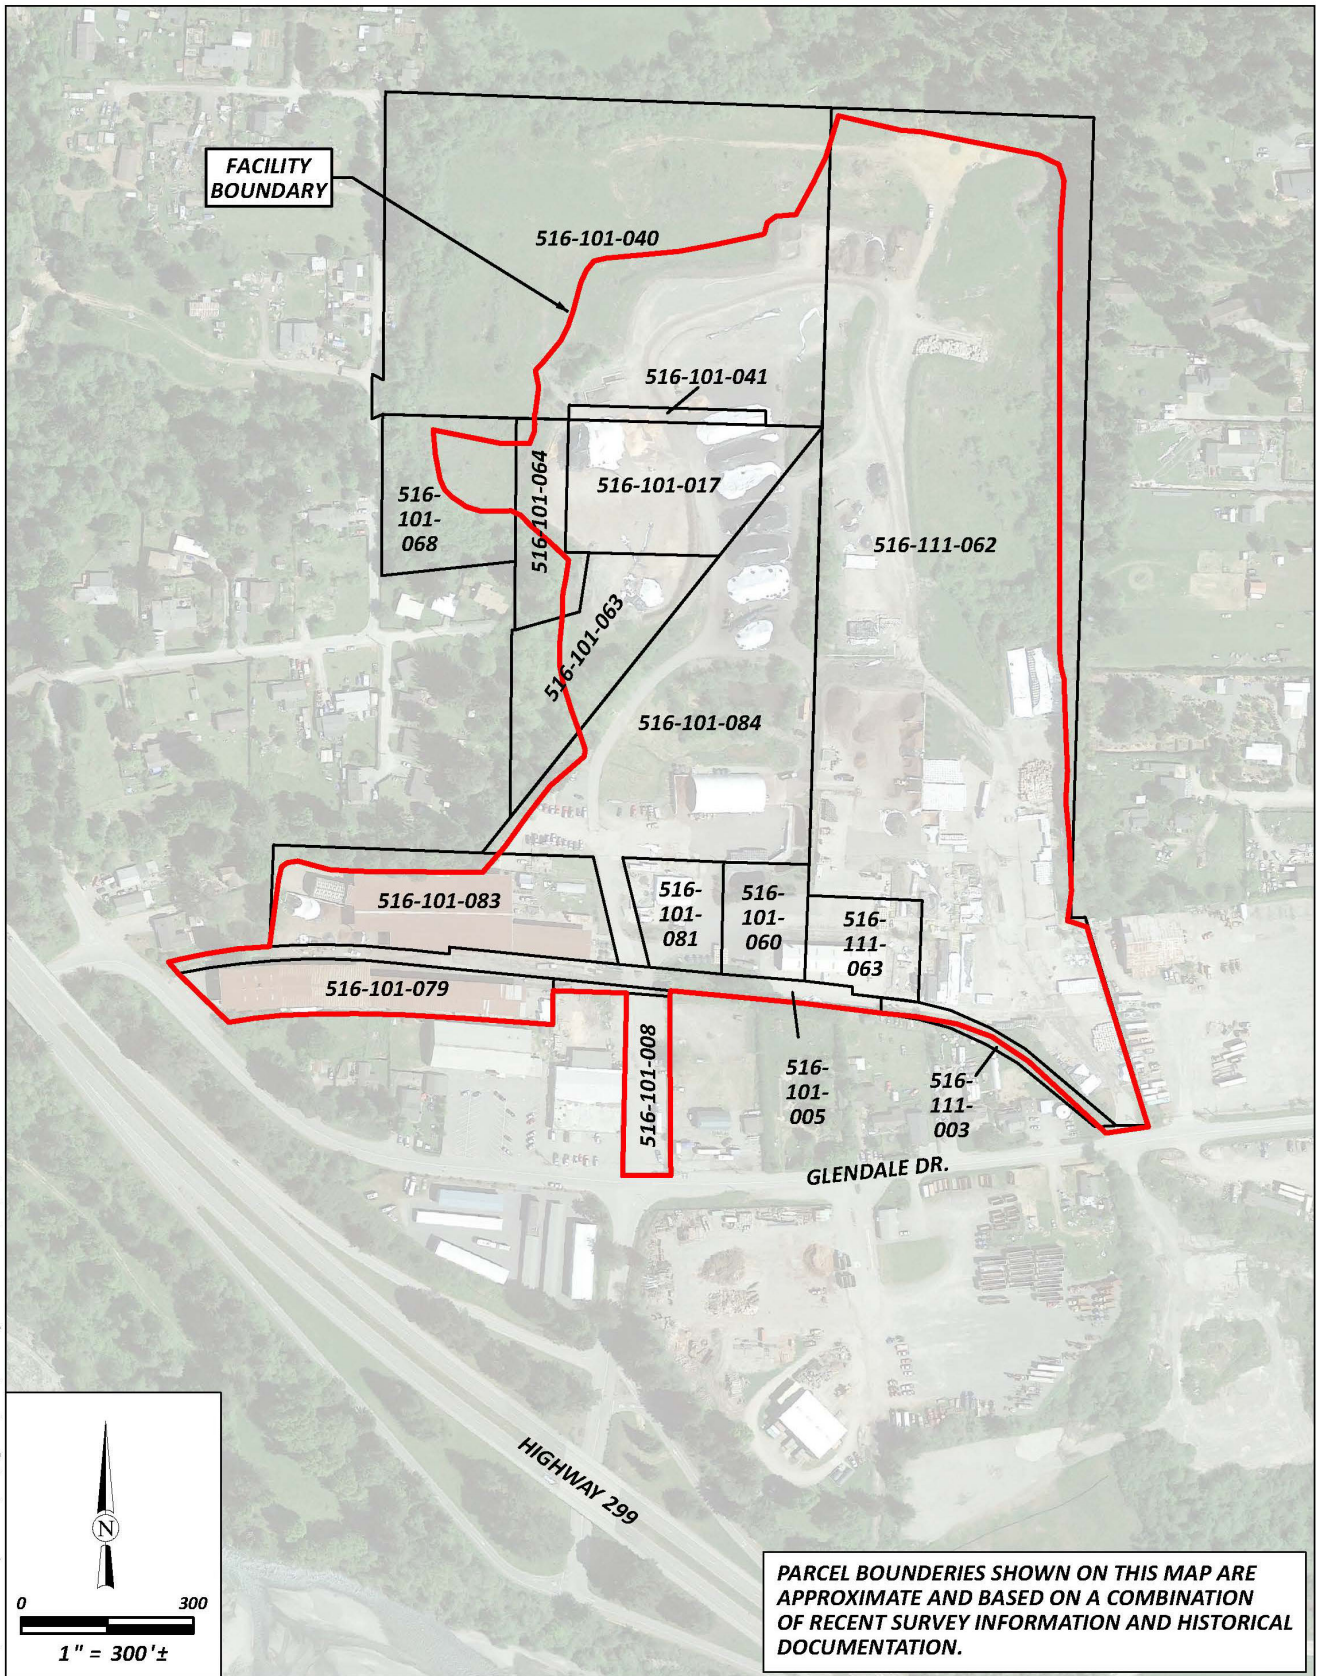 FACILITY
BOUNDARY
516-101-040
516-101-041
516-101-064
516-101-017
516-
101-
068
516-111-062
516-101-063
516-101-084
516-101-083
516-
101-
081
516-
101-
060
516-
111-
063
516-101-079
516-101-008
516-
101-
005
516-
111-
003
GLENDALE DR.
HIGHWAY 299
N
0 300
1" = 300'±
PARCEL BOUNDERIES SHOWN ON THIS MAP ARE
APPROXIMATE AND BASED ON A COMBINATION
OF RECENT SURVEY INFORMATION AND HISTORICAL
DOCUMENTATION.